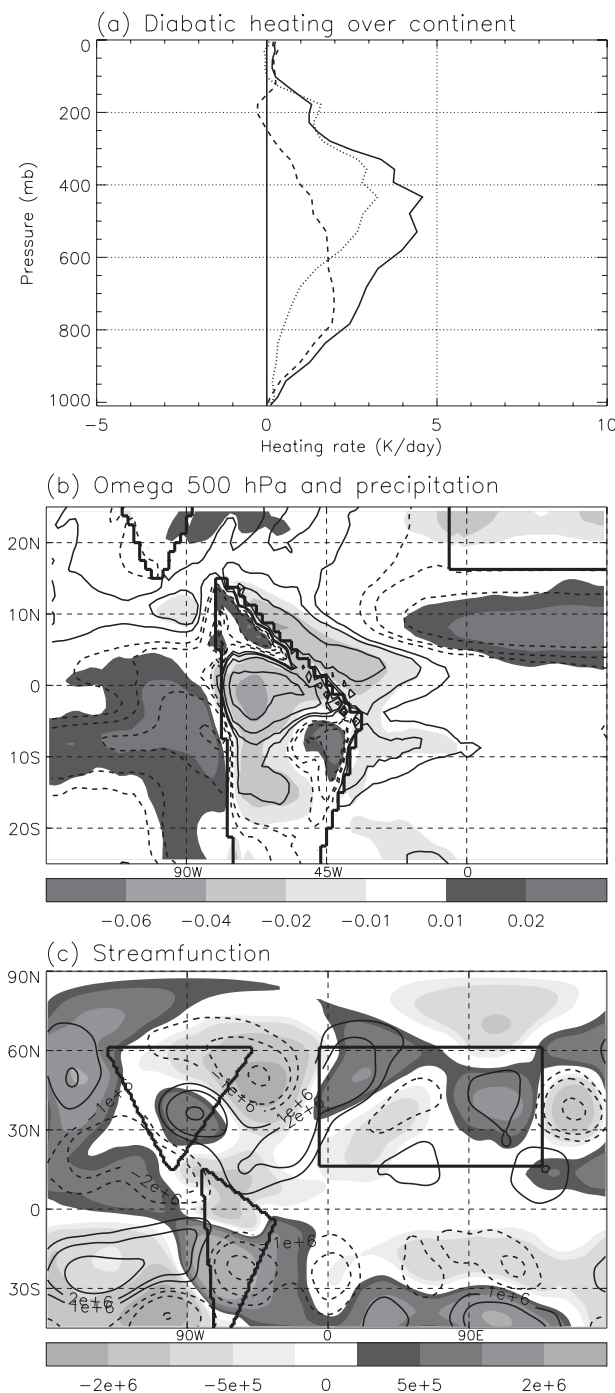 (a) Diabatic heating over continent
0
200
400
600
800
1000
Pressure (mb)
-5 0 5 10
Heating rate (K/day)
(b) Omega 500 hPa and precipitation
20N
10N
0
10S
20S
90W 45W 0
-0.06 -0.04 -0.02 -0.01 0.01 0.02
(c) Streamfunction
90N
60N
30N
0
30S
1e+6
-2e+6
1e+6
2e+6
1e+6
90W 0 90E
-2e+6 -5e+5 0 5e+5 2e+6